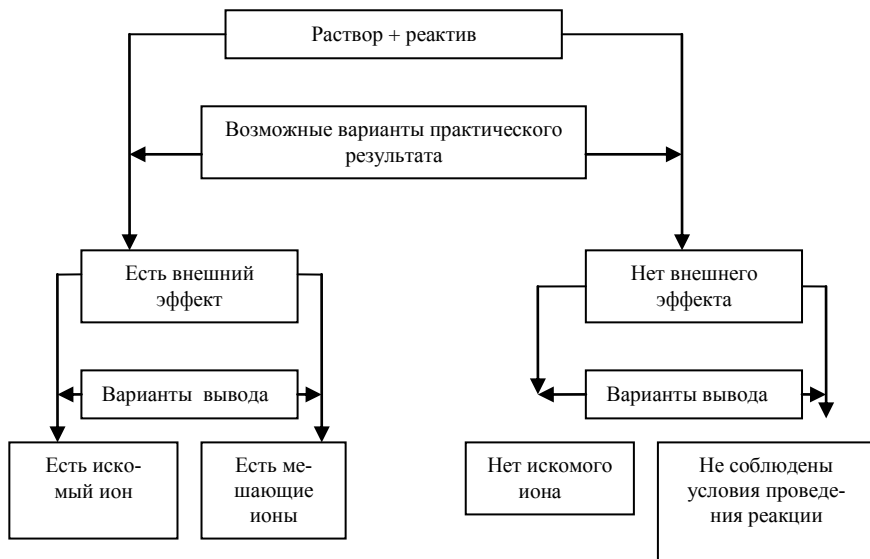 Раствор + реактив
Возможные варианты практического
результата
Есть внешний
эффект
Нет внешнего
эффекта
Варианты вывода
Варианты вывода
Есть иско-
мый ион
Есть ме-
шающие
ионы
Нет искомого
иона
Не соблюдены
условия проведе-
ния реакции